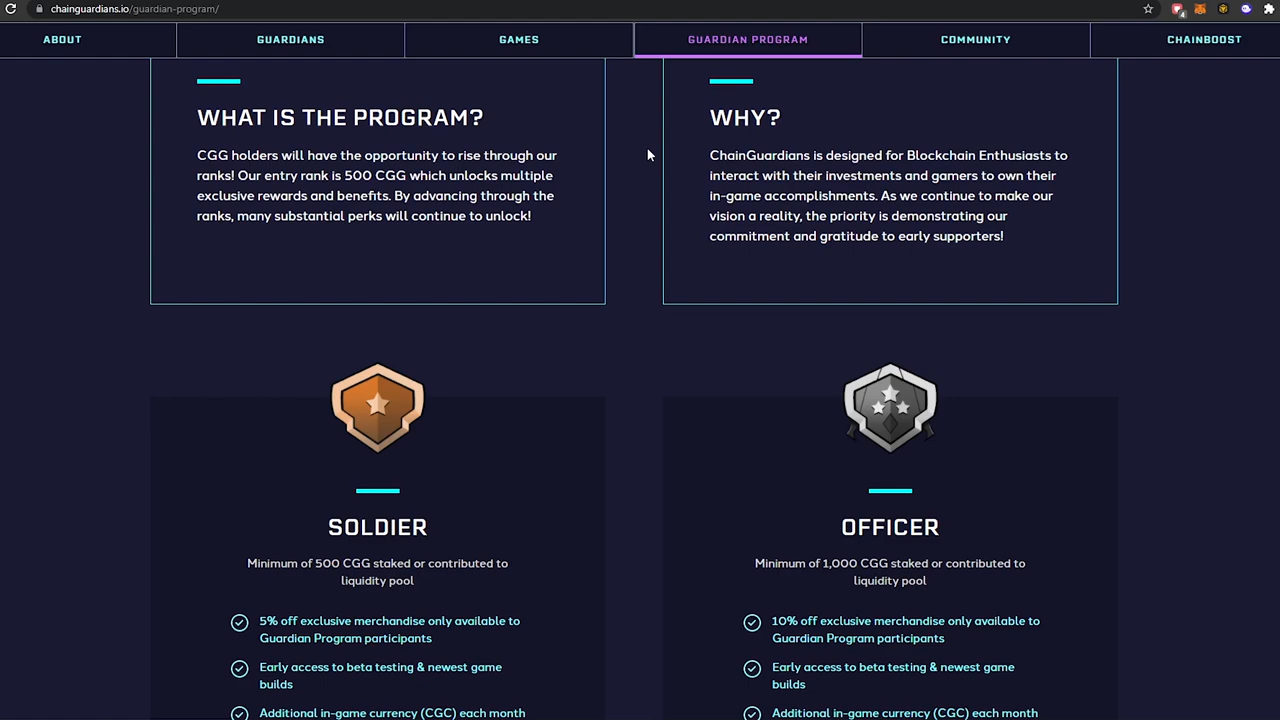 chainguardians.io/guardian-program/
4
ABOUT
GUARDIANS
GAMES
GUARDIAN PROGRAM
COMMUNITY
CHAINBOOST
WHAT IS THE PROGRAM?
CGG holders will have the opportunity to rise through our
ranks! Our entry rank is 500 CGG which unlocks multiple
exclusive rewards and benefits. By advancing through the
ranks, many substantial perks will continue to unlock!
WHY?
ChainGuardians is designed for Blockchain Enthusiasts to
interact with their investments and gamers to own their
in-game accomplishments. As we continue to make our
vision a reality, the priority is demonstrating our
commitment and gratitude to early supporters!
SOLDIER
Minimum of 500 CGG staked or contributed to
liquidity pool
5% off exclusive merchandise only available to
Guardian Program participants
Early access to beta testing & newest game
builds
Additional in-game currency (CGC) each month
OFFICER
Minimum of 1,000 CGG staked or contributed to
liquidity pool
10% off exclusive merchandise only available to
Guardian Program participants
Early access to beta testing & newest game
builds
Additional in-game currency (CGC) each month